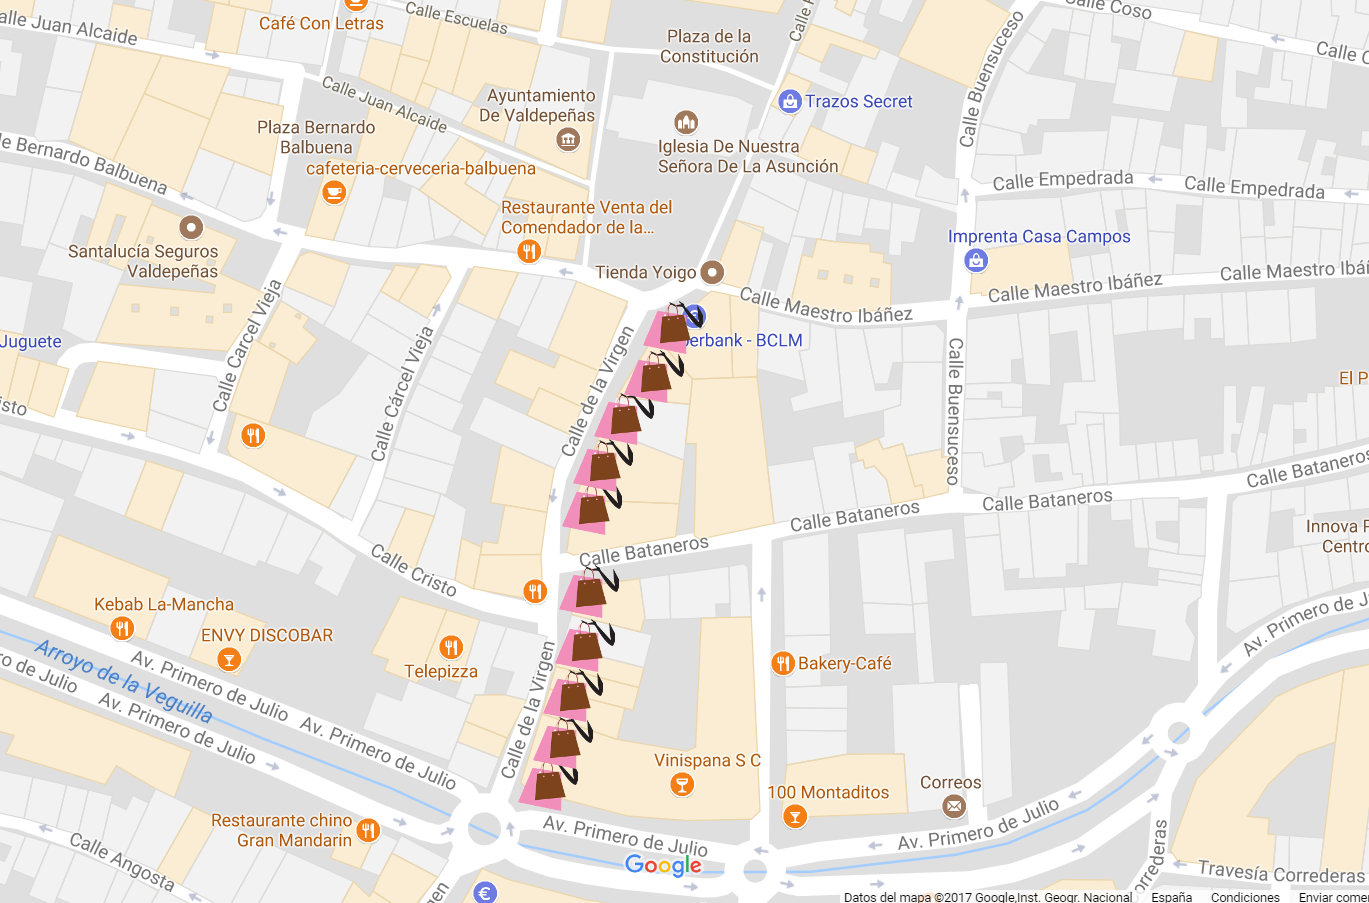 Café Con Letras
Calle Escuelas
Calle Coso
alle Juan Alcaide
Plaza de la
Constitución
Calle C
Calle Juan Alcaide
Ayuntamiento
De Valdepeñas
Trazos Secret
Calle Buensuceso
Plaza Bernardo
Balbuena
Iglesia De Nuestra
Señora De La Asunción
le Bernardo Balbuena
cafeteria-cerveceria-balbuena
Calle Empedrada
Calle Empedrada
Restaurante Venta del
Comendador de la...
Santalucía Seguros
Valdepeñas
Imprenta Casa Campos
Tienda Yoigo
Calle Maestro Ibáñez
Calle Maestro Ibáñez
Calle Maestro Ibáñ
Calle Carcel Vieja
Calle Cárcel Vieja
Calle de la Virgen
erbank - BCLM
Juguete
Calle Buensuceso
El P
isto
Calle Bataneros
Calle Bataneros
Calle Bataneros
Calle Bataneros
Innova P
Centro
Calle Cristo
Kebab La-Mancha
ENVY DISCOBAR
Telepizza
Av. Primero de Ju
Bakery-Café
Arroyo de la Veguilla
Av. Primero de Julio
Av. Primero de Julio
ro de Julio
Av. Primero de Julio
Calle de la Virgen
Vinispana S C
100 Montaditos
Correos
Restaurante chino
Gran Mandarin
Av. Primero de Julio
Av. Primero de Julio
Calle Angosta
Google
orrederas
Travesía Correderas
Datos del mapa ©2017 Google,Inst. Geogr. Nacional España Condiciones Enviar comen